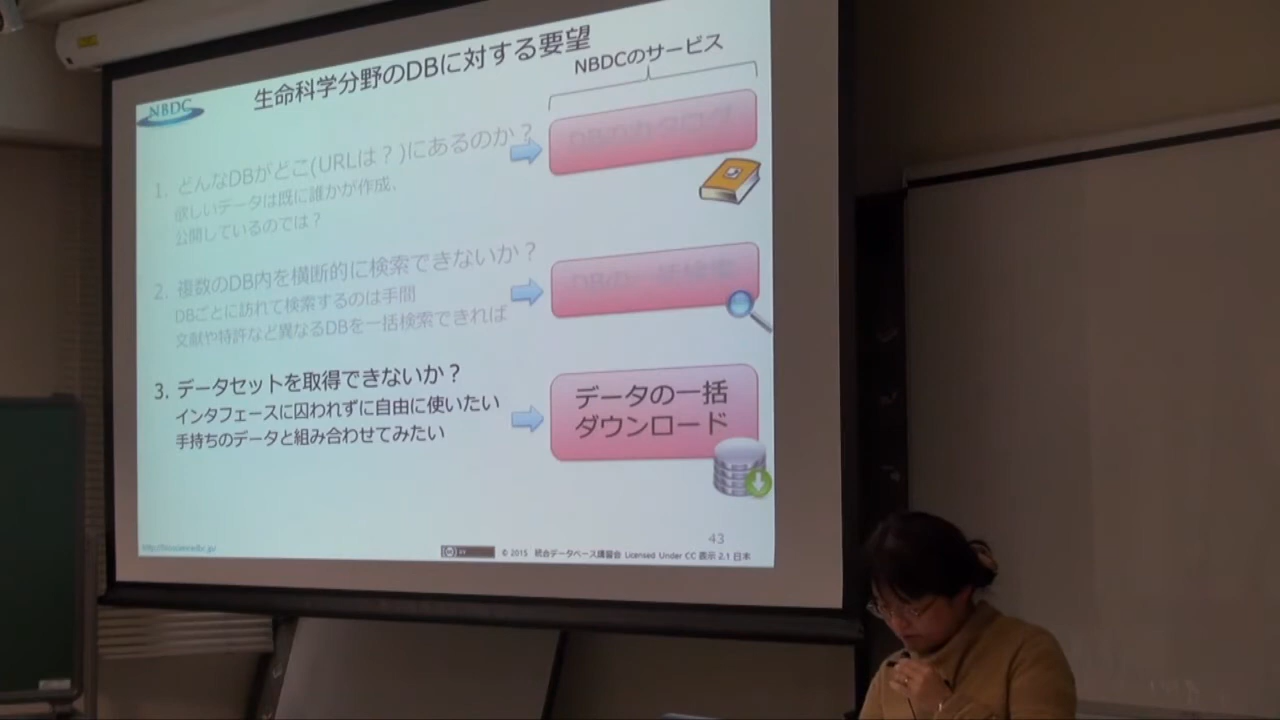 生命科学分野のDBに対する要望
NBDCのサービス
NBDC
1. どんなDBがどこ(URLは？)にあるのか？
欲しいデータは既に誰かが作成、
公開しているのでは？
DBのカタログ
2. 複数のDB内を横断的に検索できないか？
DBごとに訪れて検索するのは手間
文献や特許など異なるDBを一括検索できれば
3. データセットを取得できないか？
インタフェースに囚われずに自由に使いたい
手持ちのデータと組み合わせてみたい
データの一括
ダウンロード
43
© 2015 統合データベース講習会 Licensed Under CC 表示 2.1 日本